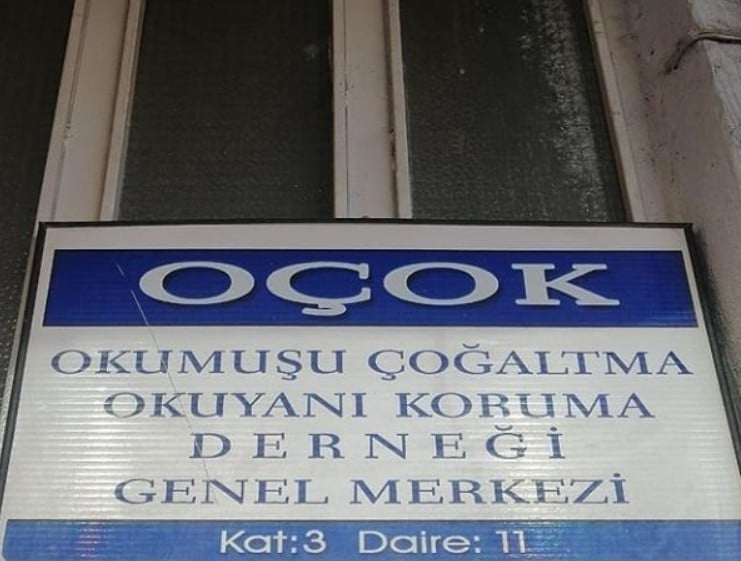 OÇOK
OKUMUŞU ÇOĞALTMA
OKUYANI KORUMA
DERNEĞİ
GENEL MERKEZİ
Kat:3 Daire: 11